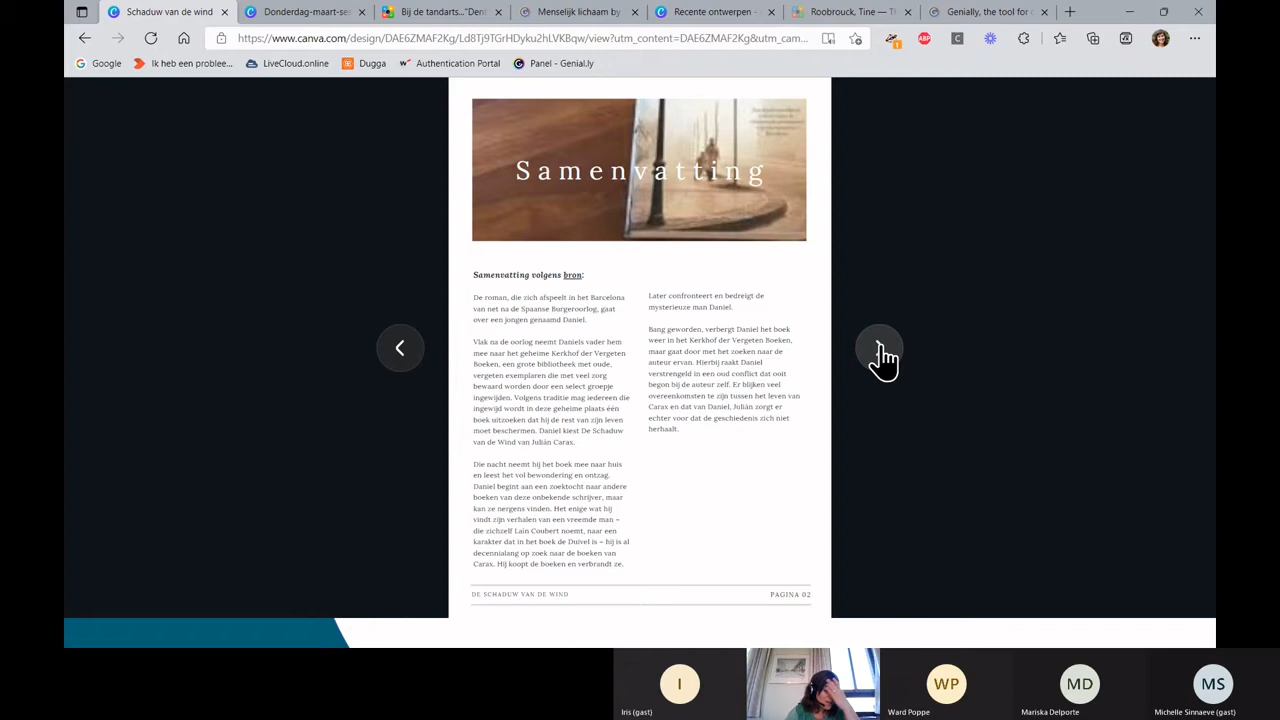 De schaduw van de wind
Donderdag-maart-ses
Bij de tandarts..."Dent
Menselijk lichaam by
Recente ontwerpen -
Roobrouck, Tine — Th
Genially, the tool for c
https://www.canva.com/design/DAE6ZMAF2Kg/Ld8Tj9TGrHDyku2hLVKBqw/view?utm_content=DAE6ZMAF2Kg&utm_cam...
Google
Ik heb een problee...
LiveCloud.online
Dugga
Authentication Portal
Panel - Genial.ly
Samenvatting
Samenvatting volgens bron:
De roman, die zich afspeelt in het Barcelona
van net na de Spaanse Burgeroorlog, gaat
over een jongen genaamd Daniel.
Vlak na de oorlog neemt Daniels vader hem
mee naar het geheime Kerkhof der Vergeten
Boeken, een grote bibliotheek met oude,
vergeten exemplaren die met veel zorg
bewaard worden door een select groepje
ingewijden. Volgens traditie mag iedereen die
ingewijd wordt in deze geheime plaats één
boek uitzoeken dat hij de rest van zijn leven
moet beschermen. Daniel kiest De Schaduw
van de Wind van Julián Carax.
Die nacht neemt hij het boek mee naar huis
en leest het vol bewondering en ontzag.
Daniel begint aan een zoektocht naar andere
boeken van deze onbekende schrijver, maar
kan ze nergens vinden. Het enige wat hij
vindt zijn verhalen van een vreemde man –
die zichzelf Laín Coubert noemt, naar een
karakter dat in het boek de Duivel is – hij is al
decennialang op zoek naar de boeken van
Carax. Hij koopt de boeken en verbrandt ze.
Later confronteert en bedreigt de
mysterieuze man Daniel.
Bang geworden, verbergt Daniel het boek
weer in het Kerkhof der Vergeten Boeken,
maar gaat door met het zoeken naar de
auteur ervan. Hierbij raakt Daniel
verstrengeld in een oud conflict dat ooit
begon bij de auteur zelf. Er blijken veel
overeenkomsten te zijn tussen het leven van
Carax en dat van Daniel, Julián zorgt er
echter voor dat de geschiedenis zich niet
herhaalt.
DE SCHADUW VAN DE WIND
PAGINA 02
I
WP
MD
MS
Iris (gast)
Ward Poppe
Mariska Delporte
Michelle Sinnaeve (gast)